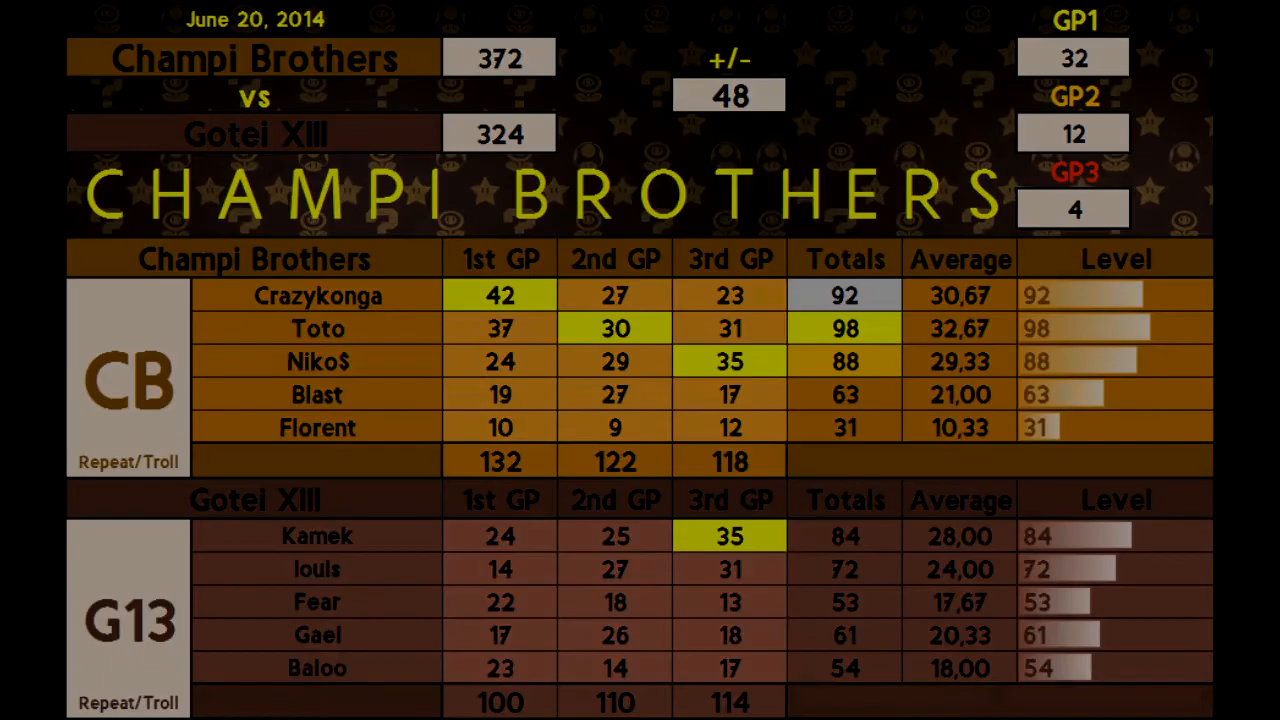 June 20, 2014 GP1
Champi Brothers 372 +/- 32
vs 48 GP2
Gotei XIII 324 12
CHAMPI BROTHERS GP3
4
Champi Brothers 1st GP 2nd GP 3rd GP Totals Average Level
Crazykonga 42 27 23 92 30,67 92
Toto 37 30 31 98 32,67 98
Niko$ 24 29 35 88 29,33 88
CB
Blast 19 27 17 63 21,00 63
Florent 10 9 12 31 10,33 31
Repeat/Troll 132 122 118
Gotei XIII 1st GP 2nd GP 3rd GP Totals Average Level
Kamek 24 25 35 84 28,00 84
louis 14 27 31 72 24,00 72
Fear 22 18 13 53 17,67 53
G13
Gael 17 26 18 61 20,33 61
Baloo 23 14 17 54 18,00 54
Repeat/Troll 100 110 114